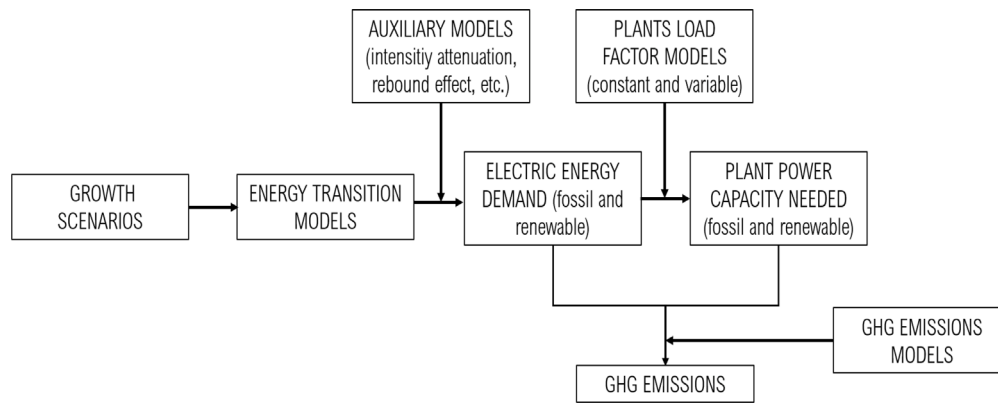 AUXILIARY MODELS
(intensitiy attenuation,
rebound effect, etc.)
PLANTS LOAD
FACTOR MODELS
(constant and variable)
GROWTH
SCENARIOS
ENERGY TRANSITION
MODELS
ELECTRIC ENERGY
DEMAND (fossil and
renewable)
PLANT POWER
CAPACITY NEEDED
(fossil and renewable)
GHG EMISSIONS
MODELS
GHG EMISSIONS